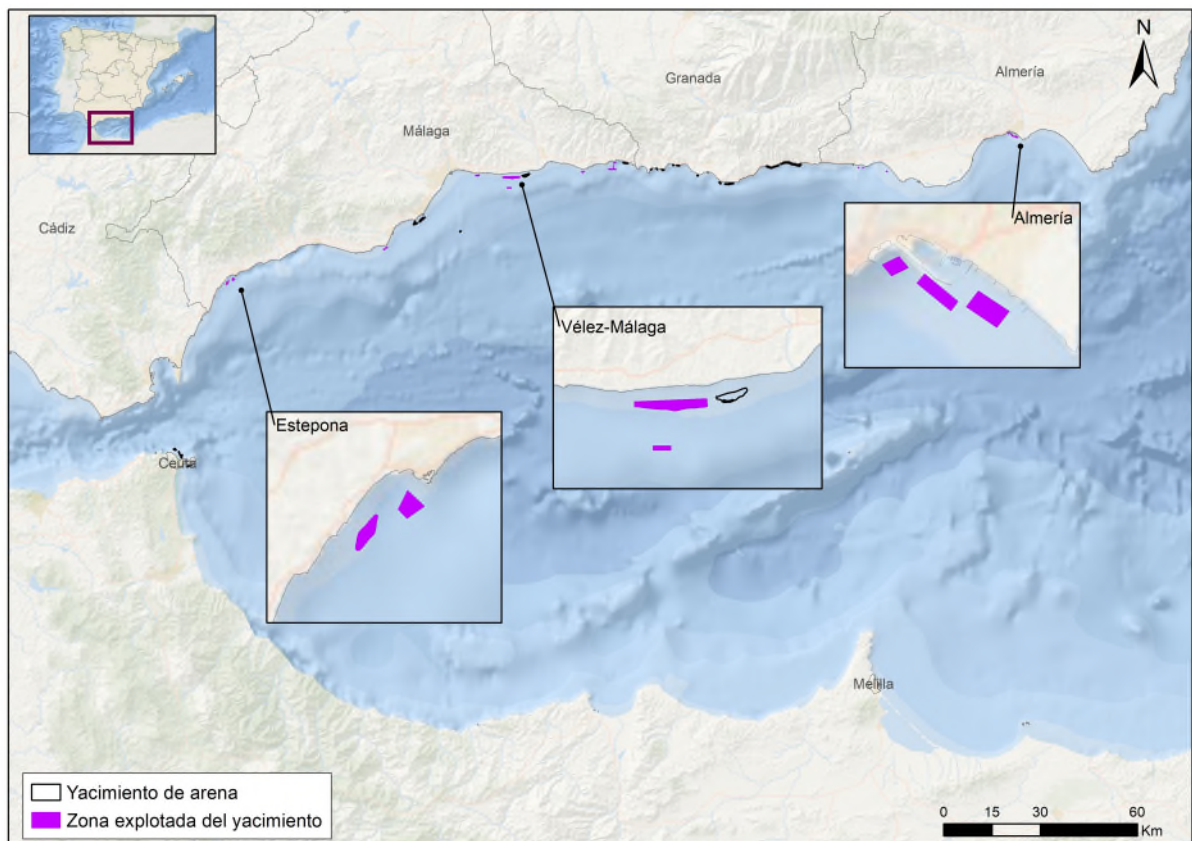 N
Granada
Almería
Málaga
Cádiz
Almería
Vélez-Málaga
Estepona
Ceuta
Melilla
Yacimiento de arena
Zona explotada del yacimiento
0 15 30 60
Km